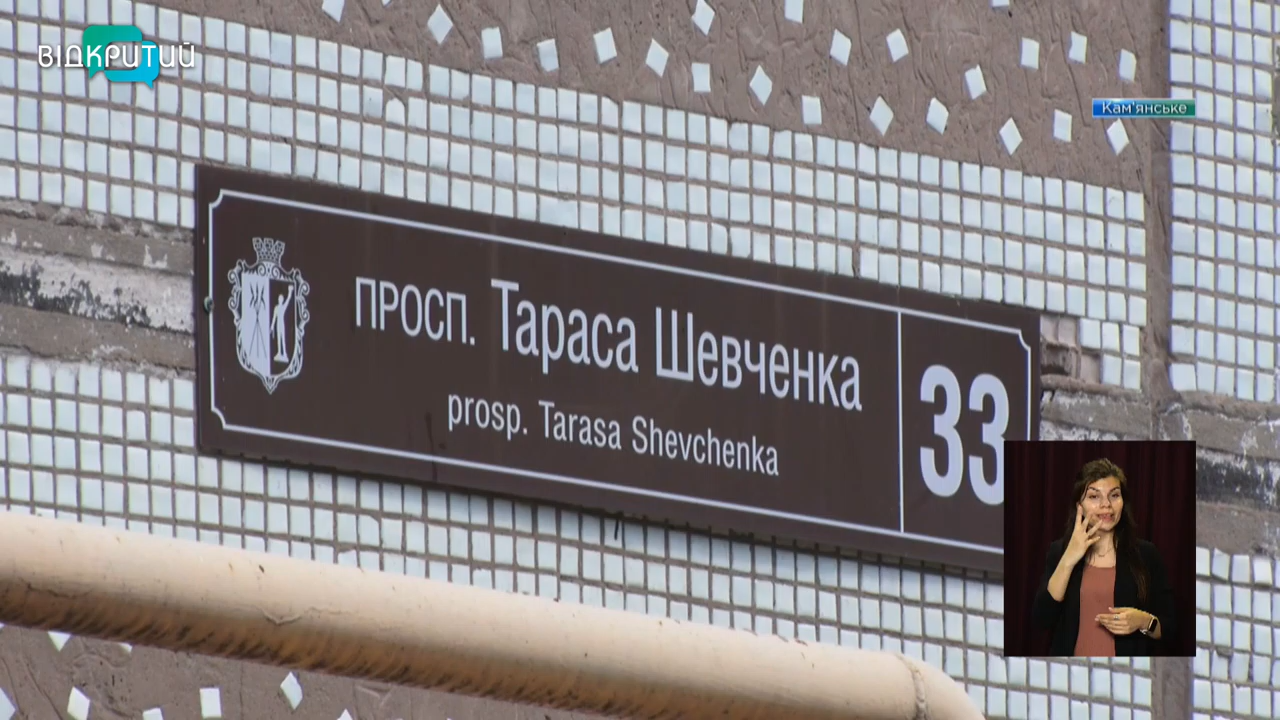 ВІДКРИТИЙ
Кам'янське
просп. Тараса Шевченка
33
prosp. Tarasa Shevchenka